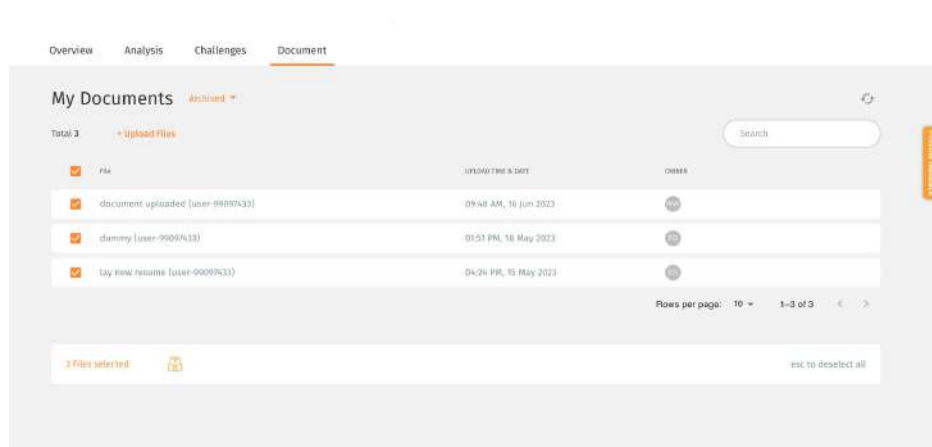 Overview Analysis Challenges Document
My Documents Archived
Total 3 + Upload Files Search
File UPLOAD TIME & DATE OWNER
document uploaded (user-99097433) 09:48 AM, 16 Jun 2023
dummy (user-99097433) 01:51 PM, 18 May 2023
lay new resume (user-99097433) 04:24 PM, 15 May 2023
Rows per page: 10 1–3 of 3
3 Files selected esc to deselect all